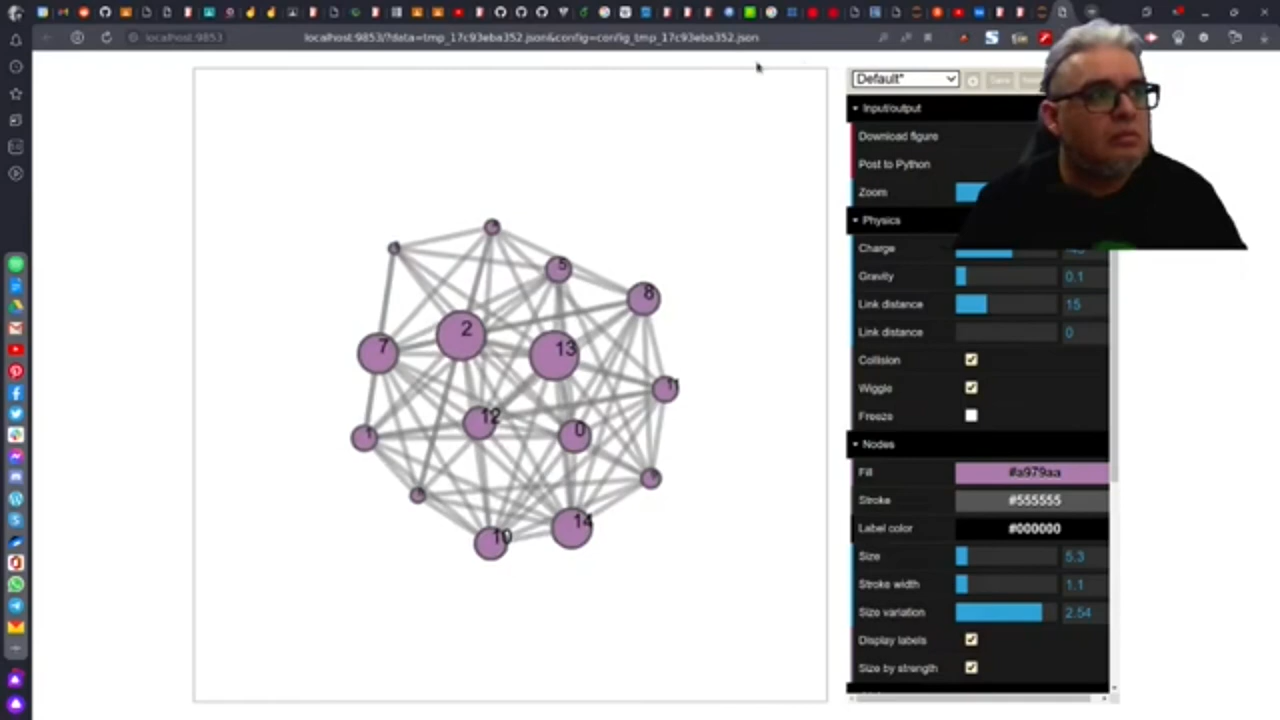 localhost:9853
localhost:9853/?data=tmp_17c93eba352.json&config=config_tmp_17c93eba352.json
Default*
Input/output
Download figure
Post to Python
Zoom
Physics
Charge
Gravity 0.1
Link distance 15
Link distance 0
Collision
Wiggle
Freeze
Nodes
Fill #a979aa
Stroke #555555
Label color #000000
Size 5.3
Stroke width 1.1
Size variation 2.54
Display labels
Size by strength
5
8
2
7
13
11
12
0
1
14
10